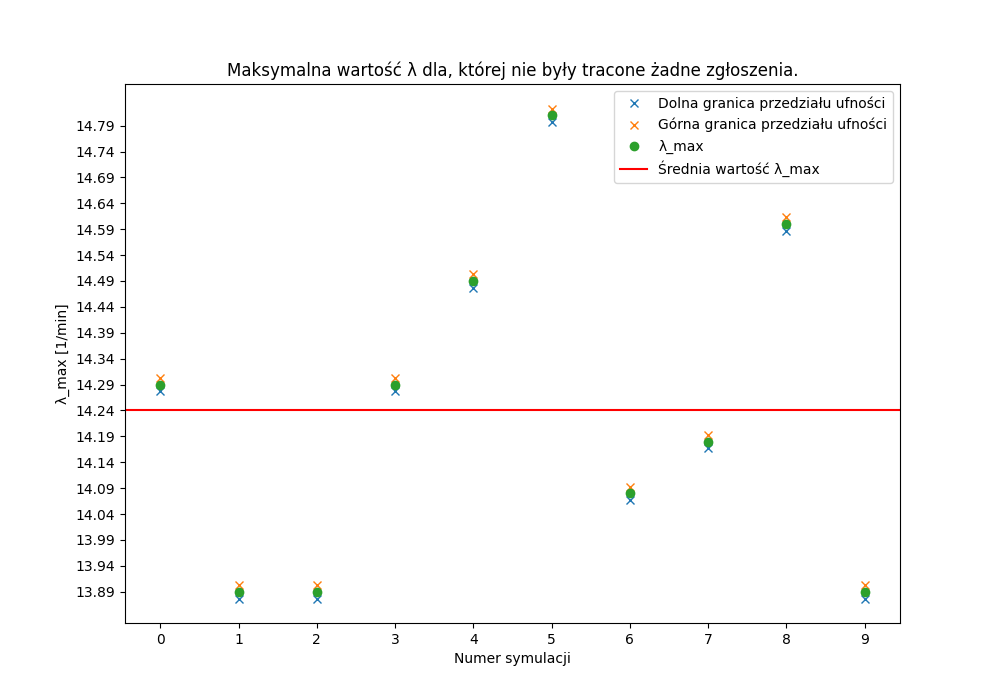 Maksymalna wartość λ dla, której nie były tracone żadne zgłoszenia.
Dolna granica przedziału ufności
Górna granica przedziału ufności
λ_max
Średnia wartość λ_max
λ_max [1/min]
14.79
14.74
14.69
14.64
14.59
14.54
14.49
14.44
14.39
14.34
14.29
14.24
14.19
14.14
14.09
14.04
13.99
13.94
13.89
0 1 2 3 4 5 6 7 8 9
Numer symulacji